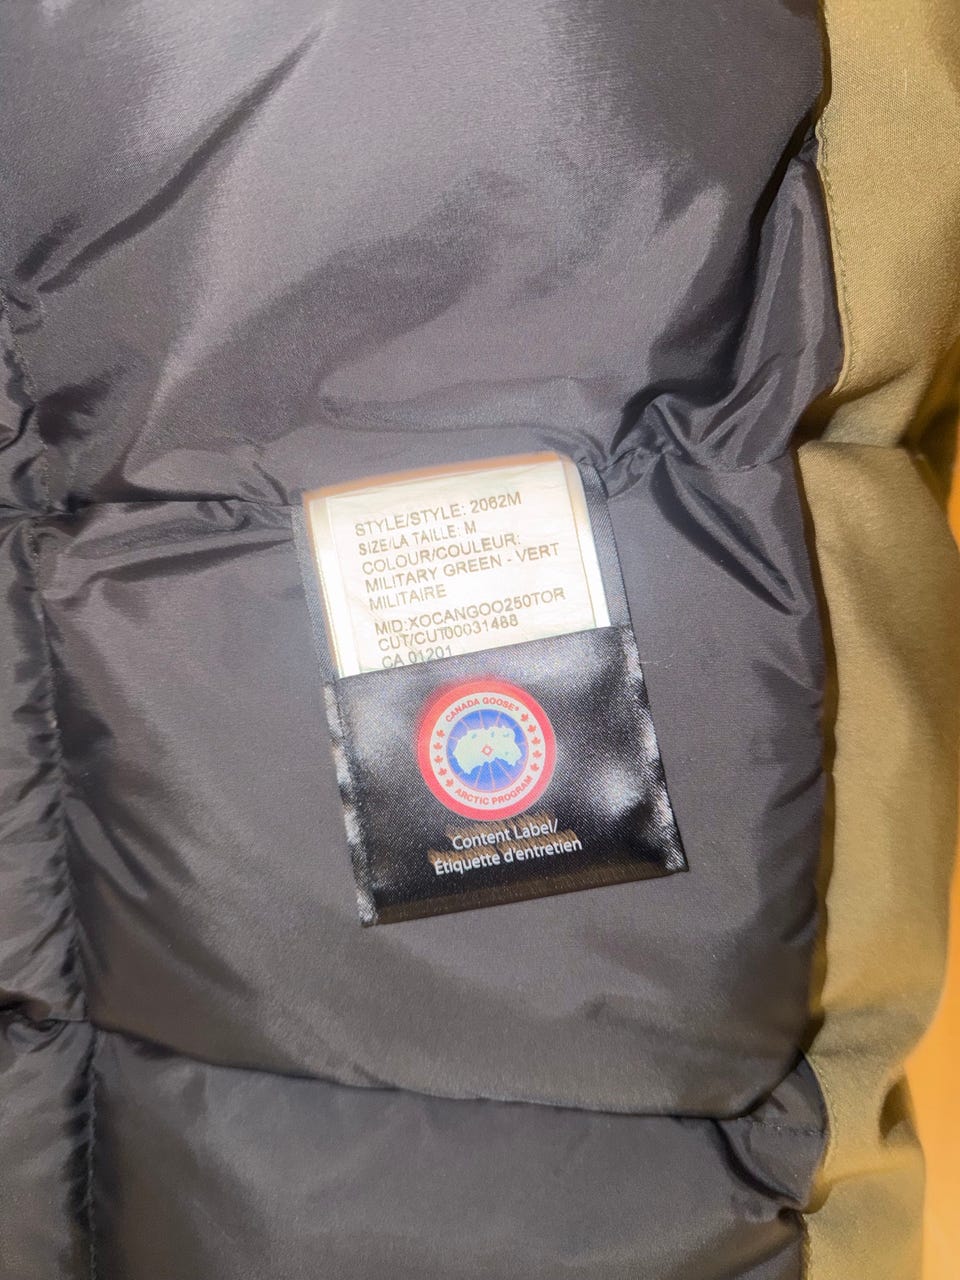 STYLE/STYLE: 2062M
SIZE/LA TAILLE: M
COLOUR/COULEUR:
MILITARY GREEN - VERT
MILITAIRE
MID:XOCANGOO250TOR
CUT/CUT00031488
CA 01201
CANADA GOOSE®
ARCTIC PROGRAM
Content Label/
Étiquette d'entretien